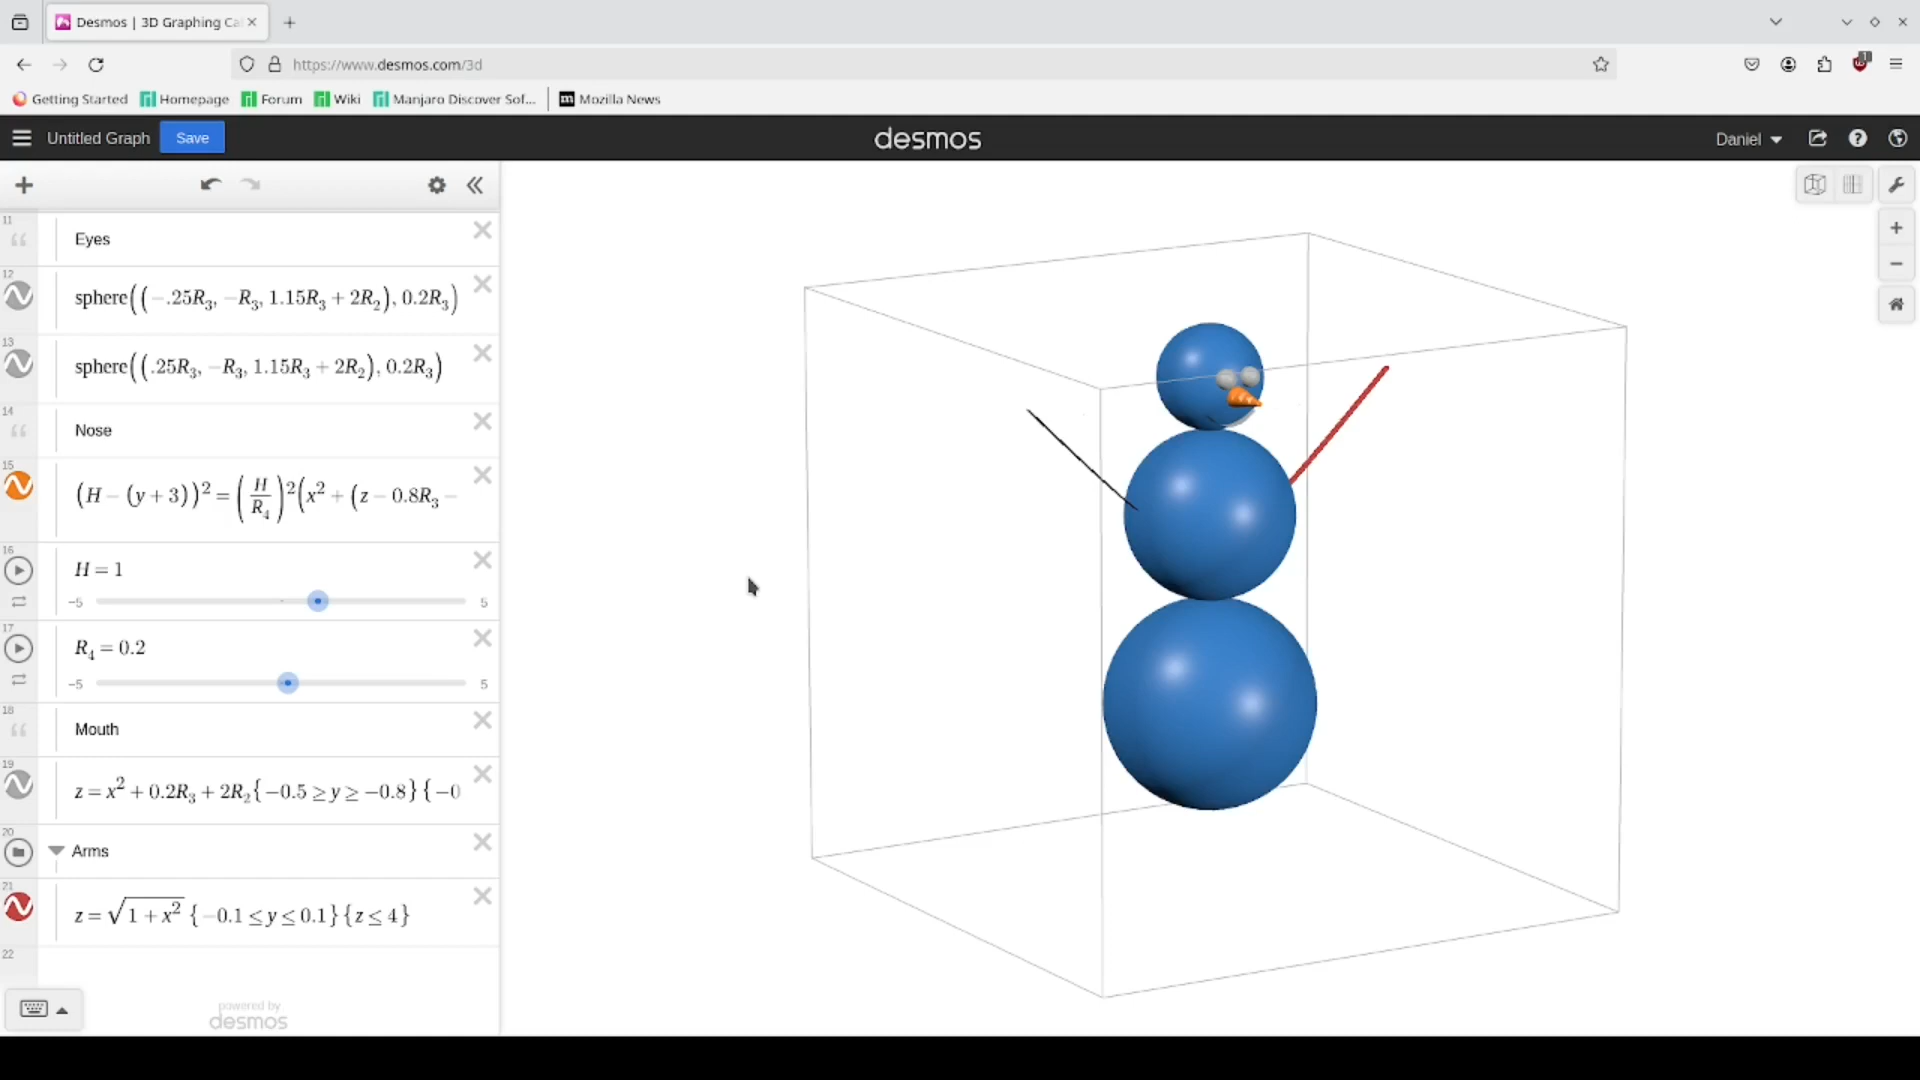 Desmos | 3D Graphing Ca
https://www.desmos.com/3d
Getting Started Homepage Forum Wiki Manjaro Discover Sof... Mozilla News
Untitled Graph Save desmos Daniel
11 Eyes
12 sphere((−.25R₃, −R₃, 1.15R₃ + 2R₂), 0.2R₃)
13 sphere((.25R₃, −R₃, 1.15R₃ + 2R₂), 0.2R₃)
14 Nose
15 (H − (y + 3))² = (H/R₄)²(x² + (z − 0.8R₃ −
16 H = 1
-5 5
17 R₄ = 0.2
-5 5
18 Mouth
19 z = x² + 0.2R₃ + 2R₂{−0.5 ≥ y ≥ −0.8}{−0
20 Arms
21 z = √(1 + x²) {−0.1 ≤ y ≤ 0.1}{z ≤ 4}
22
powered by
desmos